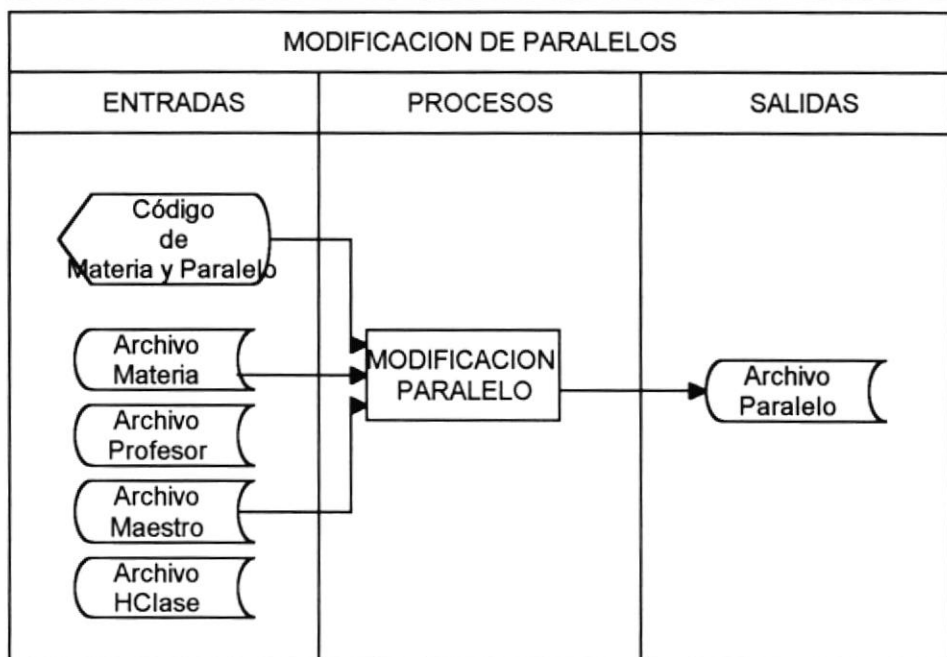 MODIFICACION DE PARALELOS
ENTRADAS
PROCESOS
SALIDAS
Código
de
Materia y Paralelo
Archivo
Materia
Archivo
Profesor
Archivo
Maestro
Archivo
HClase
MODIFICACION
PARALELO
Archivo
Paralelo